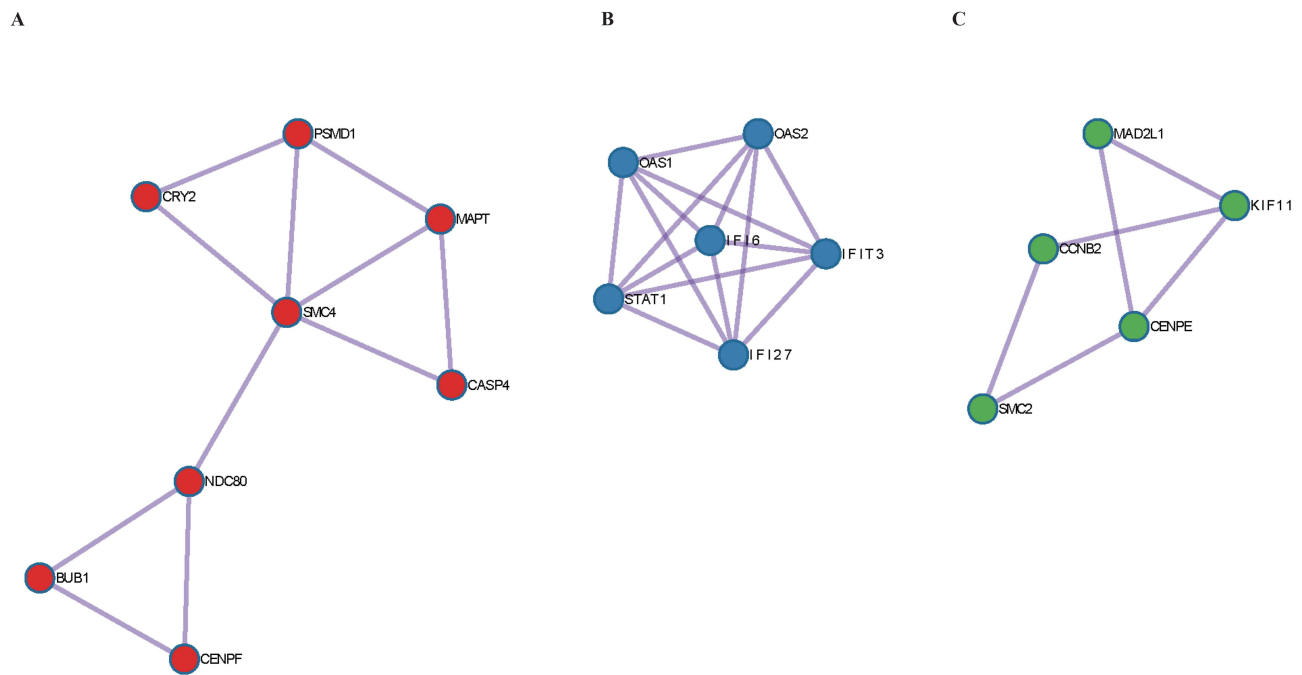 A
B
C
PSMD1
CRY2
MAPT
SMC4
CASP4
NDC80
BUB1
CENPF
OAS2
OAS1
IFI6
IFIT3
STAT1
IFI27
MAD2L1
KIF11
CCNB2
CENPE
SMC2